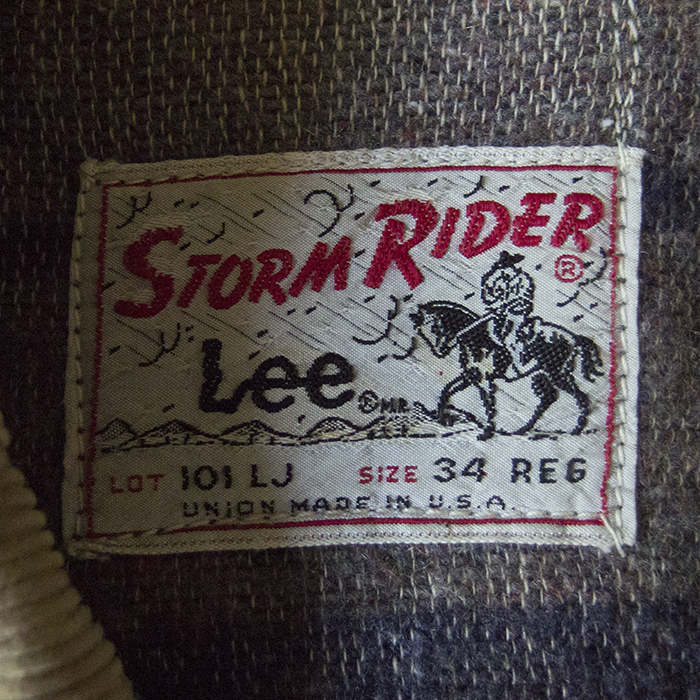 STORM RIDER ®
Lee ® M.R.
LOT 101 LJ SIZE 34 REG
UNION MADE IN U.S.A.